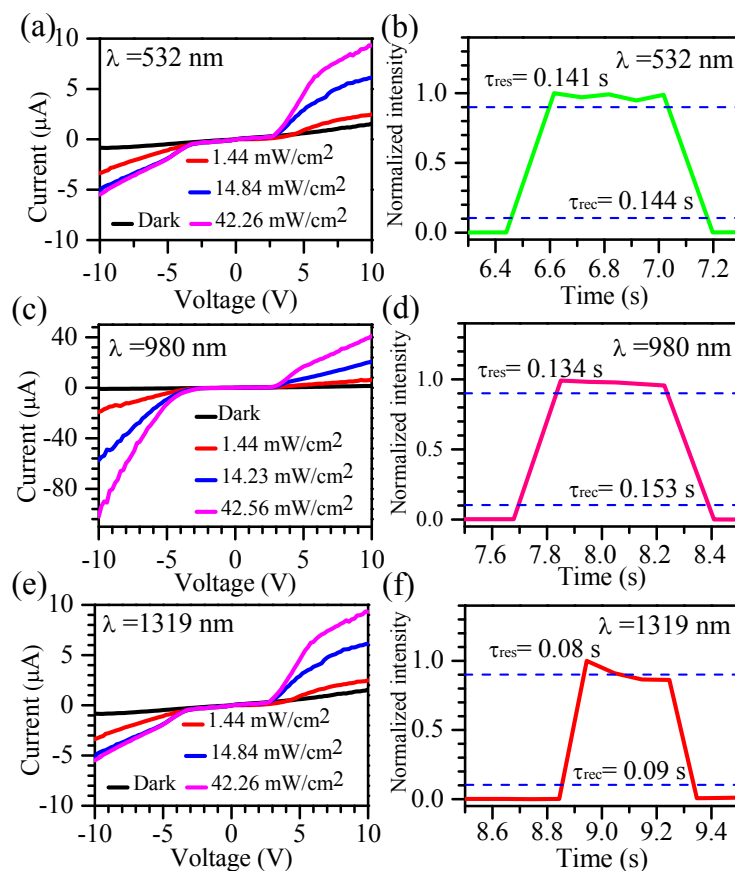 (a)
λ =532 nm
10
5
0
-5
-10
Current (μA)
1.44 mW/cm2
14.84 mW/cm2
Dark
42.26 mW/cm2
-10 -5 0 5 10
Voltage (V)
(b)
λ =532 nm
τres= 0.141 s
1.0
0.5
0.0
Normalized intensity
τrec= 0.144 s
6.4 6.6 6.8 7.0 7.2
Time (s)
(c)
λ =980 nm
40
0
-40
-80
Current (μA)
Dark
1.44 mW/cm2
14.23 mW/cm2
42.56 mW/cm2
-10 -5 0 5 10
Voltage (V)
(d)
λ =980 nm
τres= 0.134 s
1.0
0.5
0.0
Normalized intensity
τrec= 0.153 s
7.6 7.8 8.0 8.2 8.4
Time (s)
(e)
λ =1319 nm
10
5
0
-5
-10
Current (μA)
1.44 mW/cm2
14.84 mW/cm2
Dark
42.26 mW/cm2
-10 -5 0 5 10
Voltage (V)
(f)
λ =1319 nm
τres= 0.08 s
1.0
0.5
0.0
Normalized intensity
τrec= 0.09 s
8.6 8.8 9.0 9.2 9.4
Time (s)